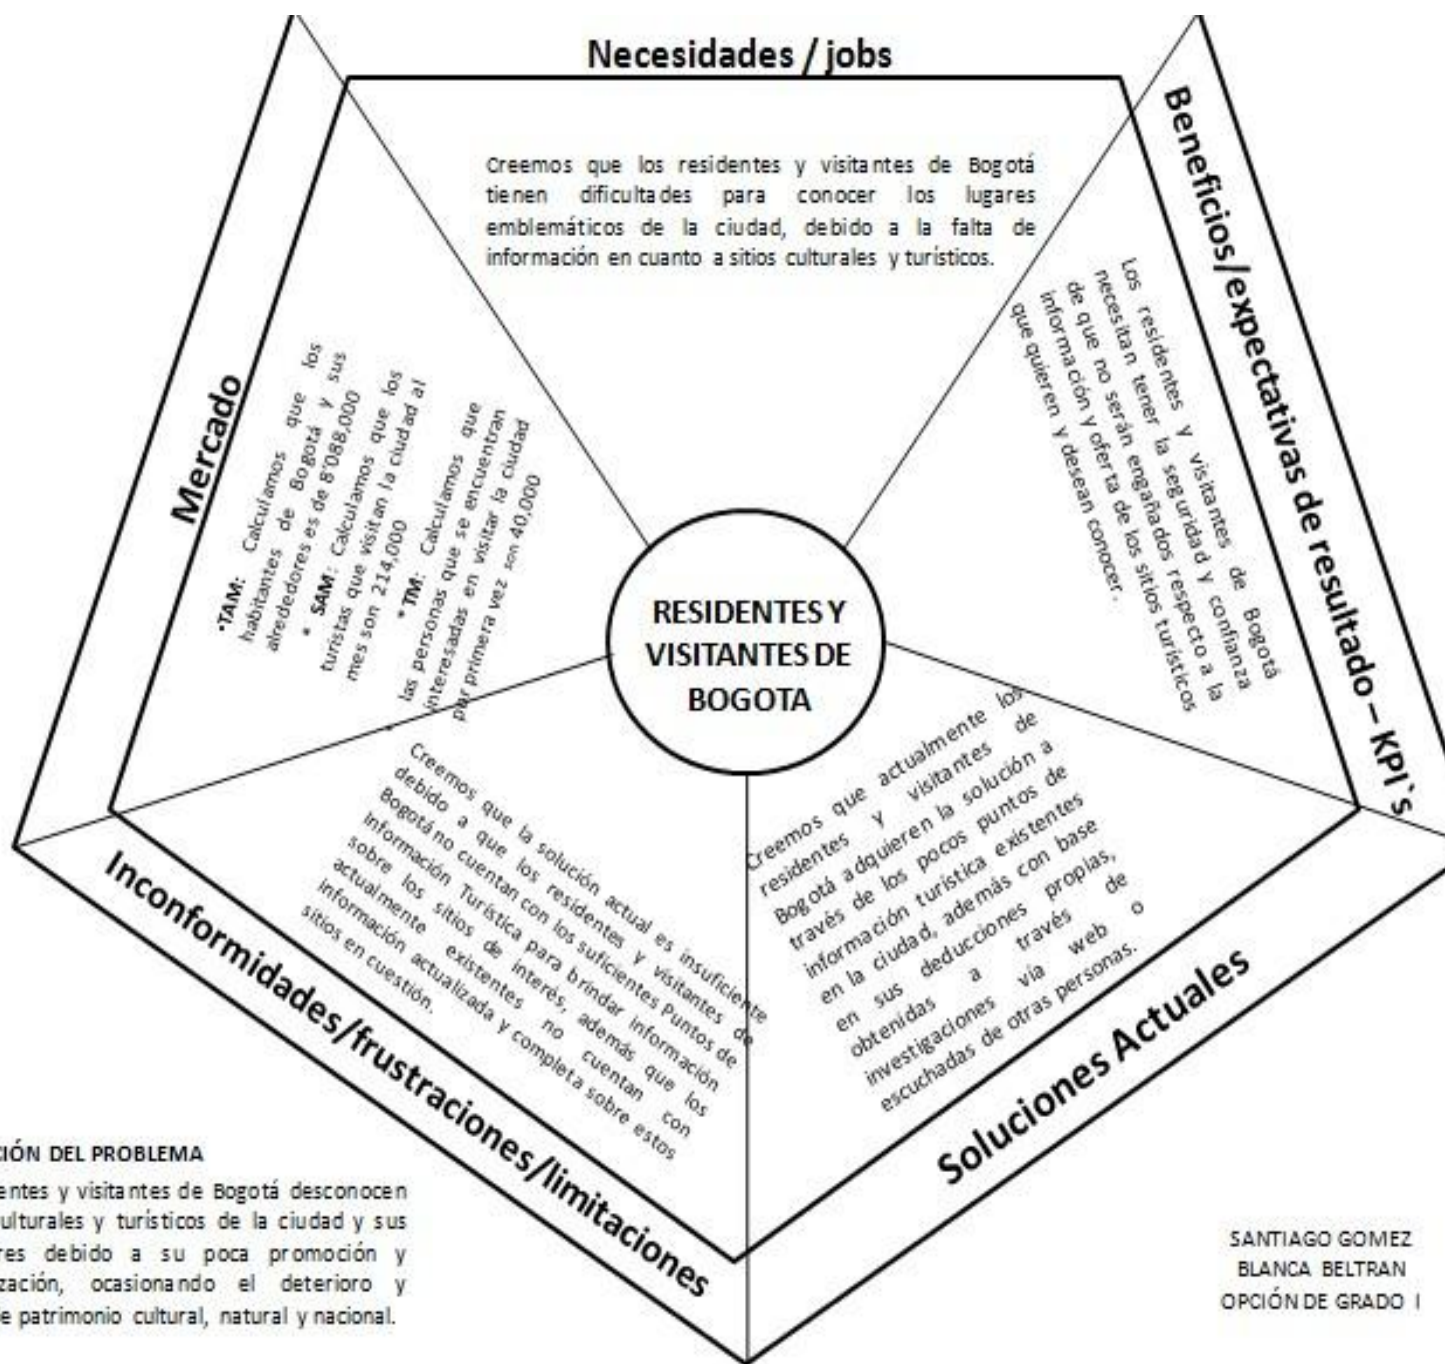 Necesidades / jobs
Creemos que los residentes y visitantes de Bogotá
tienen dificultades para conocer los lugares
emblemáticos de la ciudad, debido a la falta de
información en cuanto a sitios culturales y turísticos.
Beneficios/expectativas de resultado – KPI`s
Los residentes y visitantes de Bogotá
necesitan tener la seguridad y confianza
de que no serán engañados respecto a la
información y oferta de los sitios turísticos
que quieren y desean conocer.
Mercado
•TAM: Calculamos que los
habitantes de Bogotá y sus
alrededores es de 8'088,000
* SAM: Calculamos que los
turistas que visitan la ciudad al
mes son 214,000
* TM: Calculamos que
las personas que se encuentran
interesadas en visitar la ciudad
por primera vez son 40,000
RESIDENTES Y
VISITANTES DE
BOGOTA
Creemos que la solución actual es insuficiente
debido a que los residentes y visitantes de
Bogotá no cuentan con los suficientes Puntos de
Información Turística para brindar información
sobre los sitios de interés, además que los
actualmente existentes no cuentan con
información actualizada y completa sobre estos
sitios en cuestión.
Inconformidades/frustraciones/limitaciones
Creemos que actualmente los
residentes y visitantes de
Bogotá adquieren la solución a
través de los pocos puntos de
información turística existentes
en la ciudad, además con base
en sus deducciones propias,
obtenidas a través de
investigaciones vía web o
escuchadas de otras personas.
Soluciones Actuales
CIÓN DEL PROBLEMA
entes y visitantes de Bogotá desconocen
ulturales y turísticos de la ciudad y sus
res debido a su poca promoción y
zación, ocasionando el deterioro y
e patrimonio cultural, natural y nacional.
SANTIAGO GOMEZ
BLANCA BELTRAN
OPCIÓN DE GRADO I